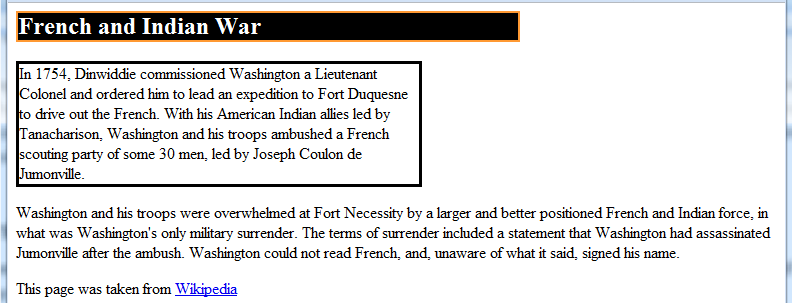 French and Indian War
In 1754, Dinwiddie commissioned Washington a Lieutenant
Colonel and ordered him to lead an expedition to Fort Duquesne
to drive out the French. With his American Indian allies led by
Tanacharison, Washington and his troops ambushed a French
scouting party of some 30 men, led by Joseph Coulon de
Jumonville.
Washington and his troops were overwhelmed at Fort Necessity by a larger and better positioned French and Indian force, in
what was Washington's only military surrender. The terms of surrender included a statement that Washington had assassinated
Jumonville after the ambush. Washington could not read French, and, unaware of what it said, signed his name.
This page was taken from Wikipedia